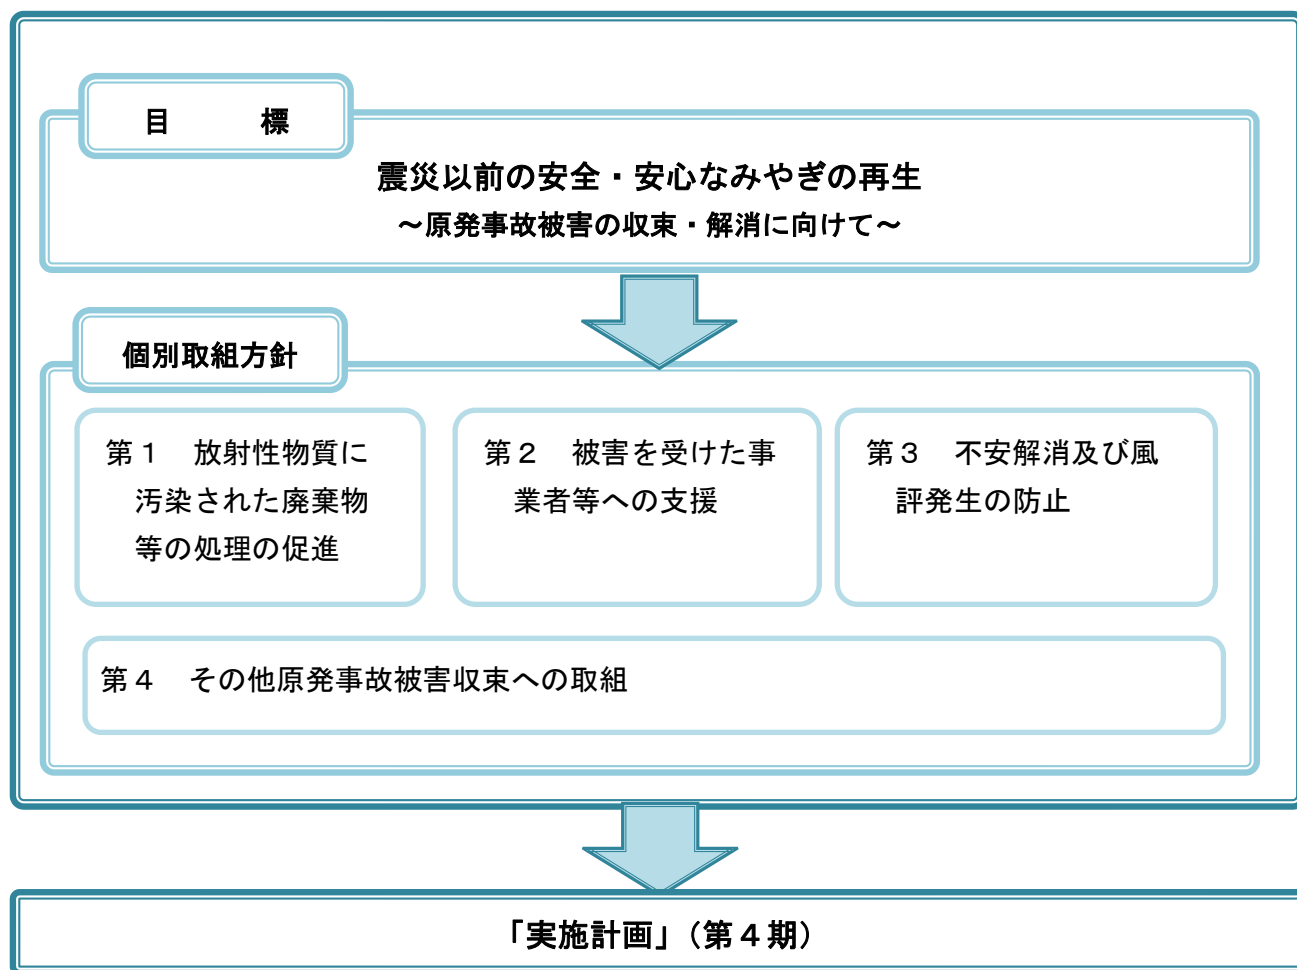 目　　　標
震災以前の安全・安心なみやぎの再生
～原発事故被害の収束・解消に向けて～
個別取組方針
第１　放射性物質に
汚染された廃棄物
等の処理の促進
第２　被害を受けた事
業者等への支援
第３　不安解消及び風
評発生の防止
第４　その他原発事故被害収束への取組
「実施計画」（第４期）